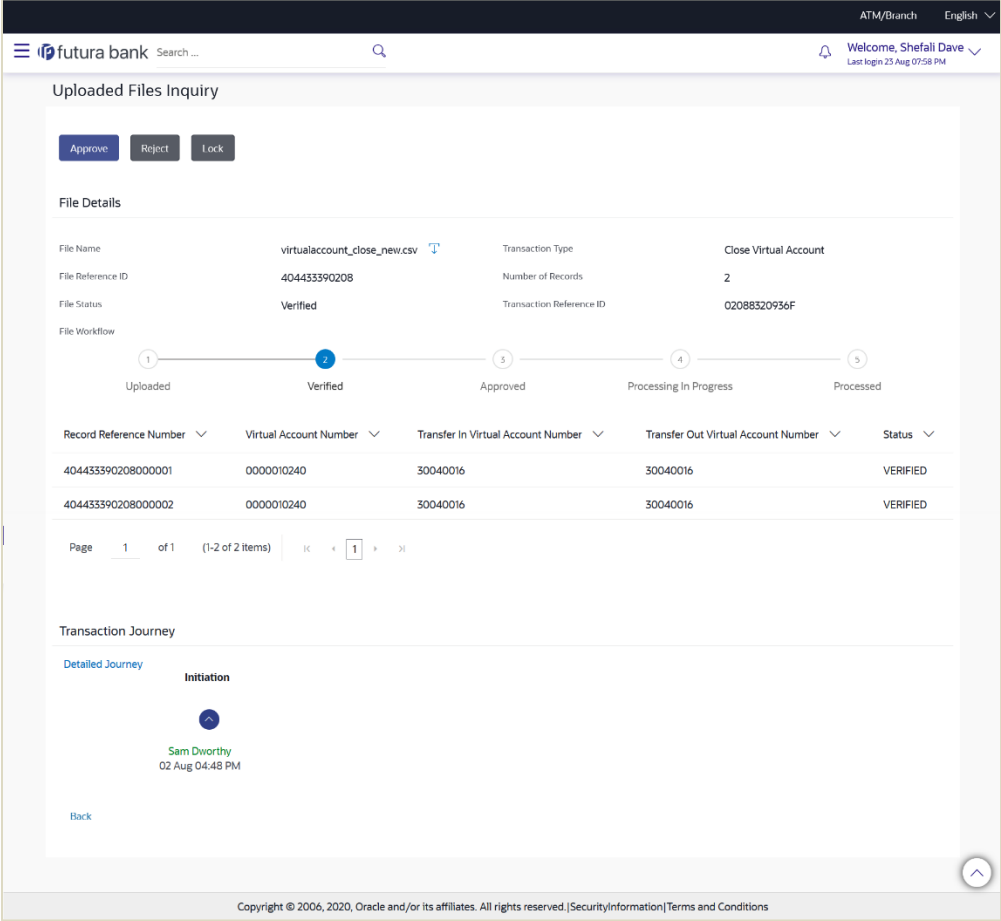 ATM/Branch English
futura bank Search ... Welcome, Shefali Dave
Last login 23 Aug 07:58 PM
Uploaded Files Inquiry
Approve Reject Lock
File Details
File Name virtualaccount_close_new.csv Transaction Type Close Virtual Account
File Reference ID 404433390208 Number of Records 2
File Status Verified Transaction Reference ID 02088320936F
File Workflow
1 2 3 4 5
Uploaded Verified Approved Processing In Progress Processed
Record Reference Number Virtual Account Number Transfer In Virtual Account Number Transfer Out Virtual Account Number Status
404433390208000001 0000010240 30040016 30040016 VERIFIED
404433390208000002 0000010240 30040016 30040016 VERIFIED
Page 1 of 1 (1-2 of 2 items) 1
Transaction Journey
Detailed Journey
Initiation
Sam Dworthy
02 Aug 04:48 PM
Back
Copyright © 2006, 2020, Oracle and/or its affiliates. All rights reserved.|SecurityInformation|Terms and Conditions